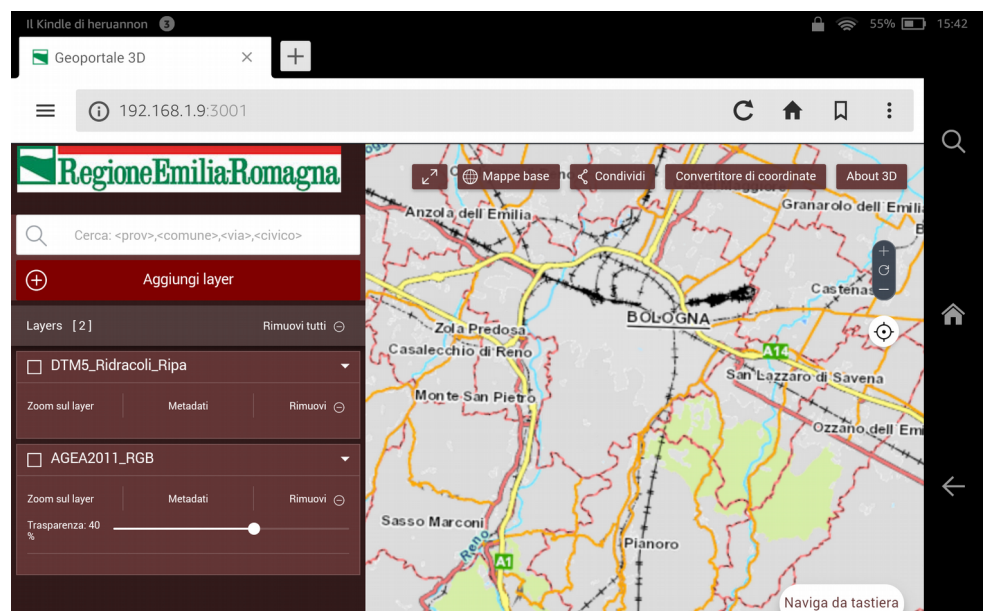 Il Kindle di heruannon 3
55% 15:42
Geoportale 3D
192.168.1.9:3001
RegioneEmilia-Romagna
Mappe base
Condividi
Convertitore di coordinate
About 3D
Cerca: <prov>,<comune>,<via>,<civico>
Aggiungi layer
Layers [ 2 ]
Rimuovi tutti
DTM5_Ridracoli_Ripa
Zoom sul layer
Metadati
Rimuovi
AGEA2011_RGB
Zoom sul layer
Metadati
Rimuovi
Trasparenza: 40
%
Granarolo dell'Emili
Anzola dell'Emilia
Castenas
BOLOGNA
Zola Predosa
Casalecchio di Reno
A14
San Lazzaro di Savena
Monte San Pietro
Ozzano dell'Em
Sasso Marconi
Reno
Pianoro
A1
Naviga da tastiera